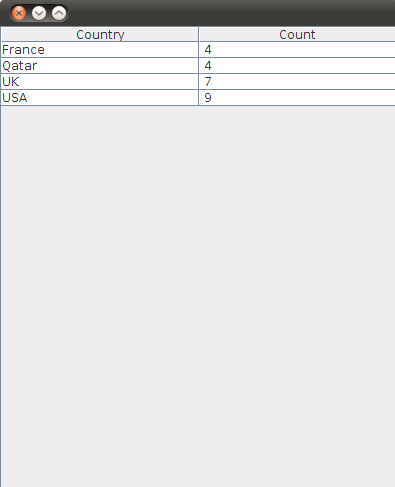 Country Count
France 4
Qatar 4
UK 7
USA 9